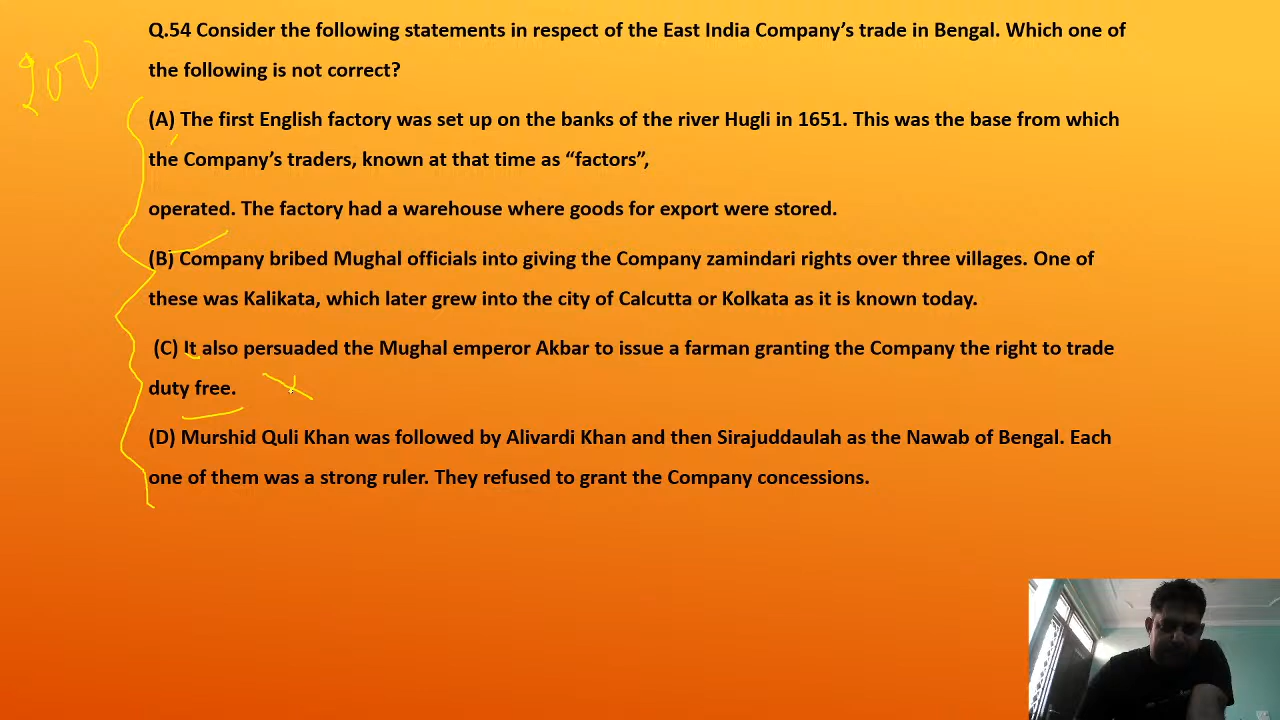 Q.54 Consider the following statements in respect of the East India Company’s trade in Bengal. Which one of
the following is not correct?
(A) The first English factory was set up on the banks of the river Hugli in 1651. This was the base from which
the Company’s traders, known at that time as “factors”,
operated. The factory had a warehouse where goods for export were stored.
(B) Company bribed Mughal officials into giving the Company zamindari rights over three villages. One of
these was Kalikata, which later grew into the city of Calcutta or Kolkata as it is known today.
(C) It also persuaded the Mughal emperor Akbar to issue a farman granting the Company the right to trade
duty free.
(D) Murshid Quli Khan was followed by Alivardi Khan and then Sirajuddaulah as the Nawab of Bengal. Each
one of them was a strong ruler. They refused to grant the Company concessions.